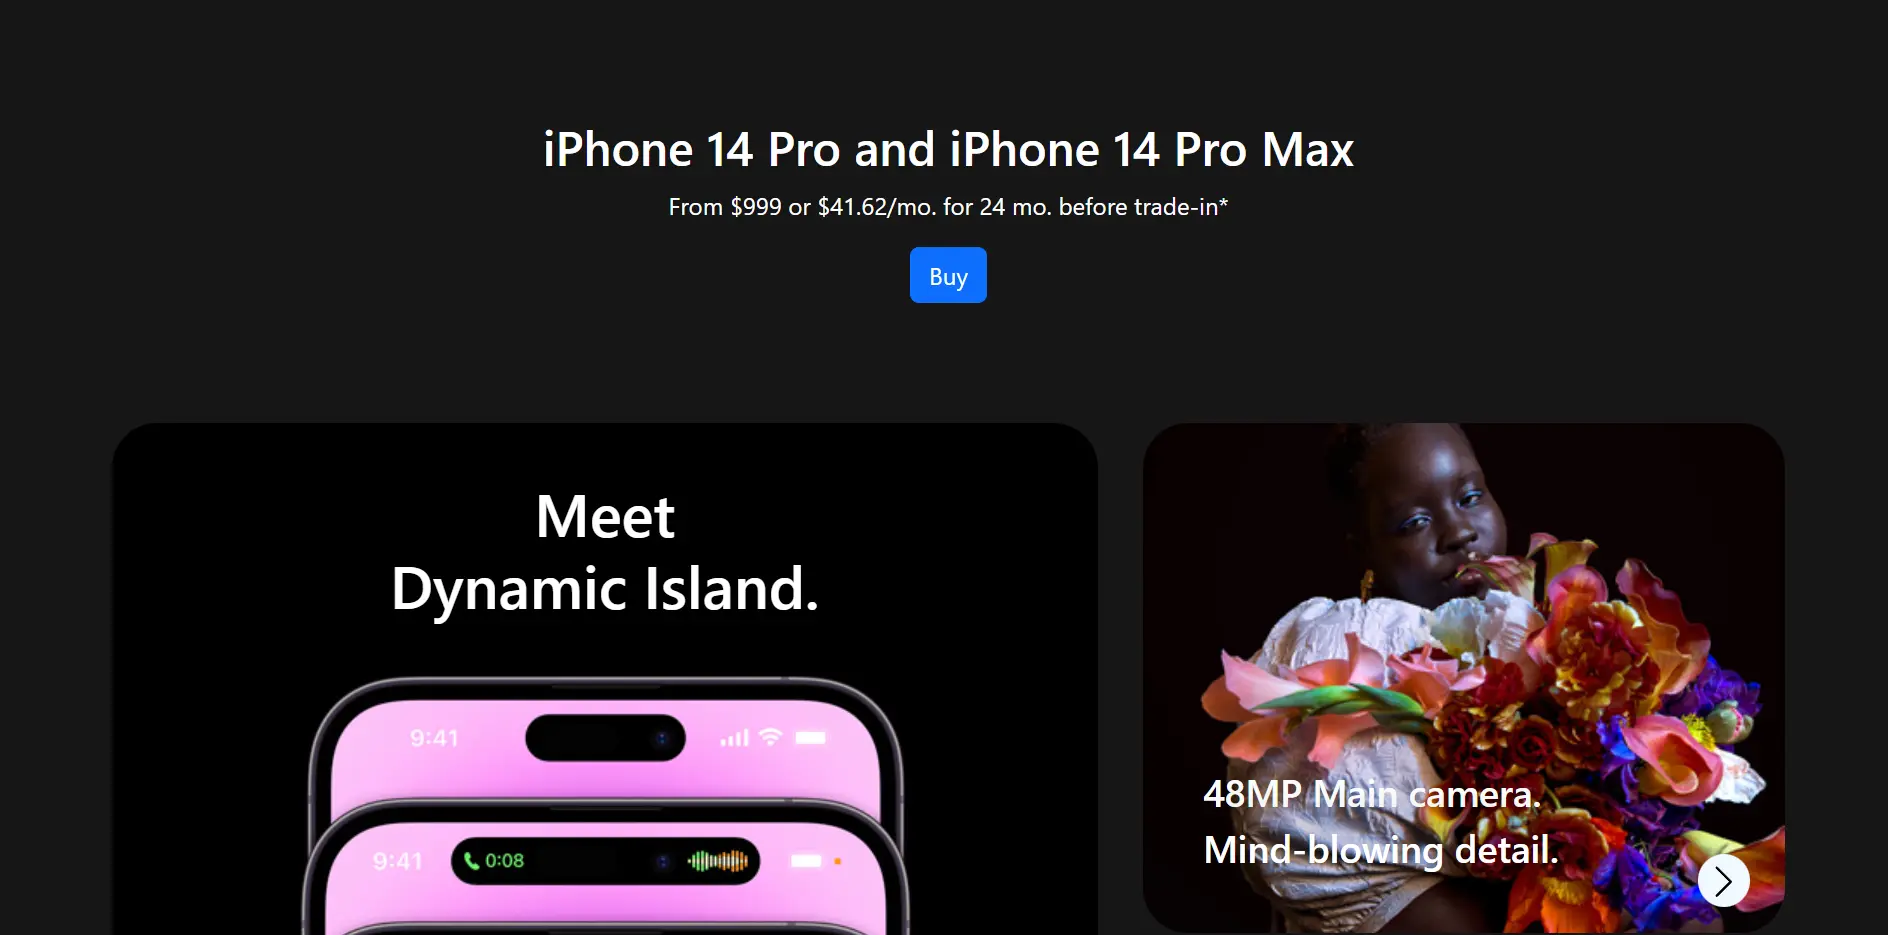 iPhone 14 Pro and iPhone 14 Pro Max
From $999 or $41.62/mo. for 24 mo. before trade-in*
Buy
Meet
Dynamic Island.
9:41
9:41 0:08
48MP Main camera.
Mind-blowing detail.